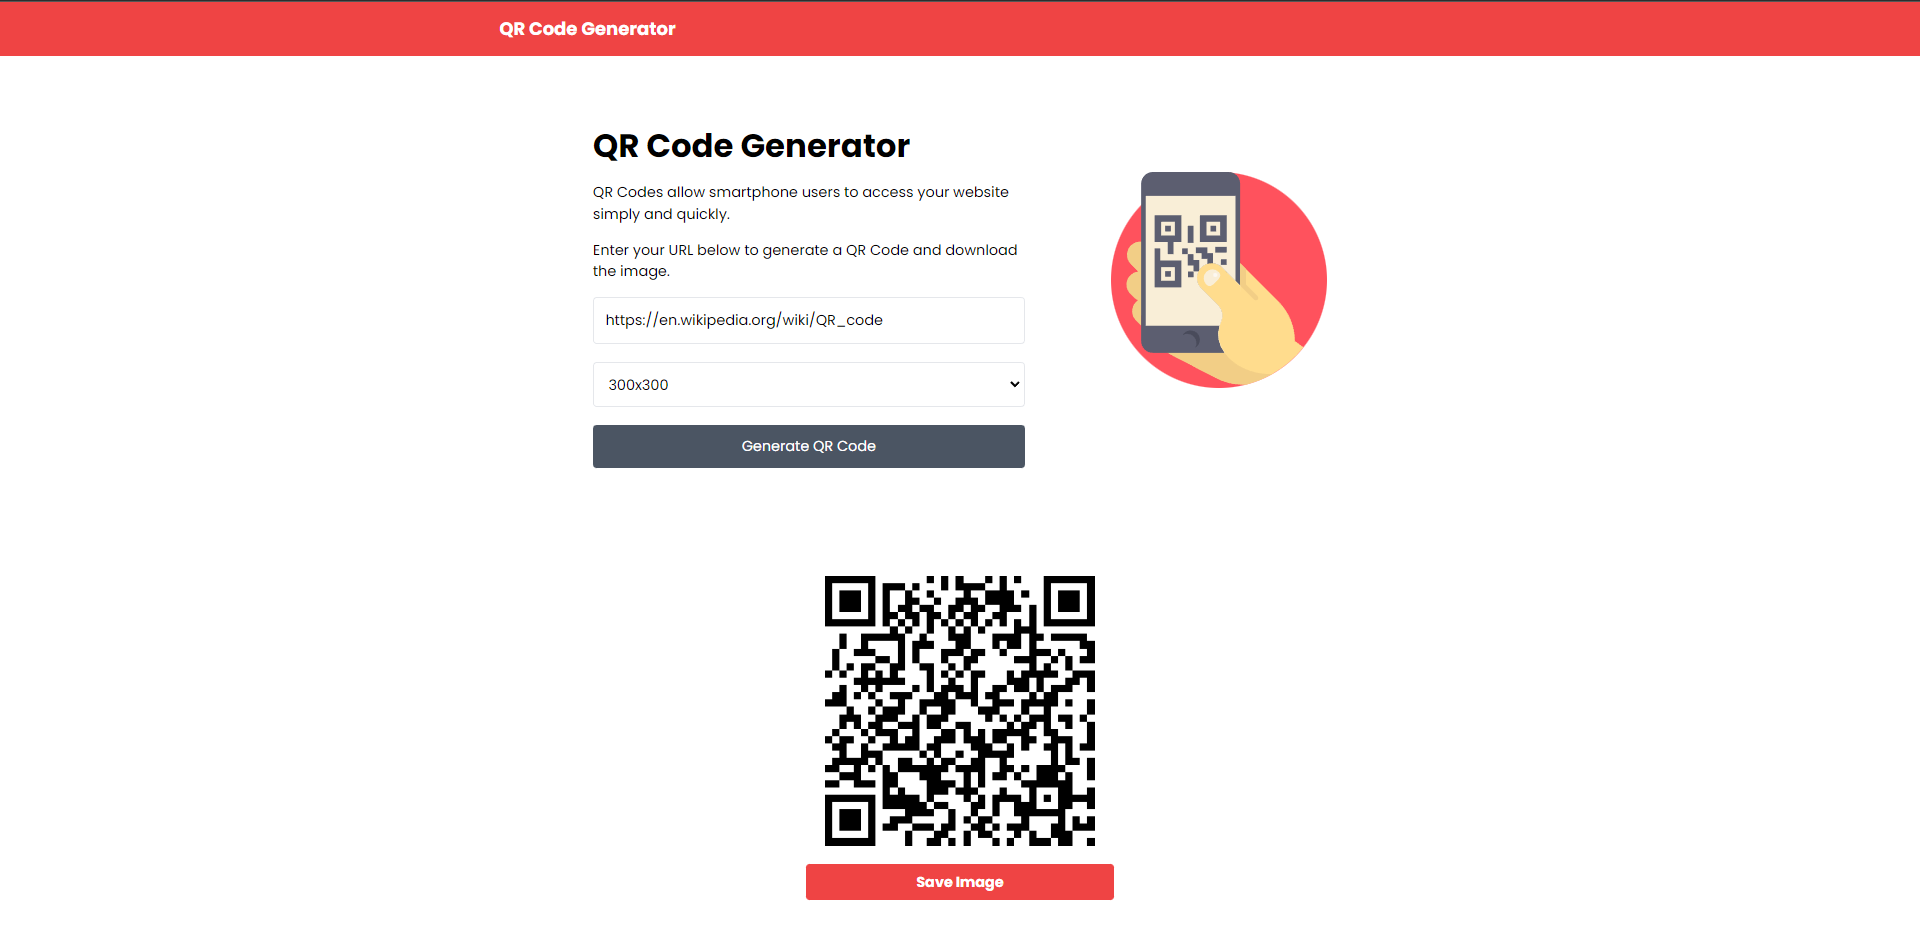 QR Code Generator
QR Code Generator
QR Codes allow smartphone users to access your website
simply and quickly.
Enter your URL below to generate a QR Code and download
the image.
https://en.wikipedia.org/wiki/QR_code
300x300
Generate QR Code
Save Image